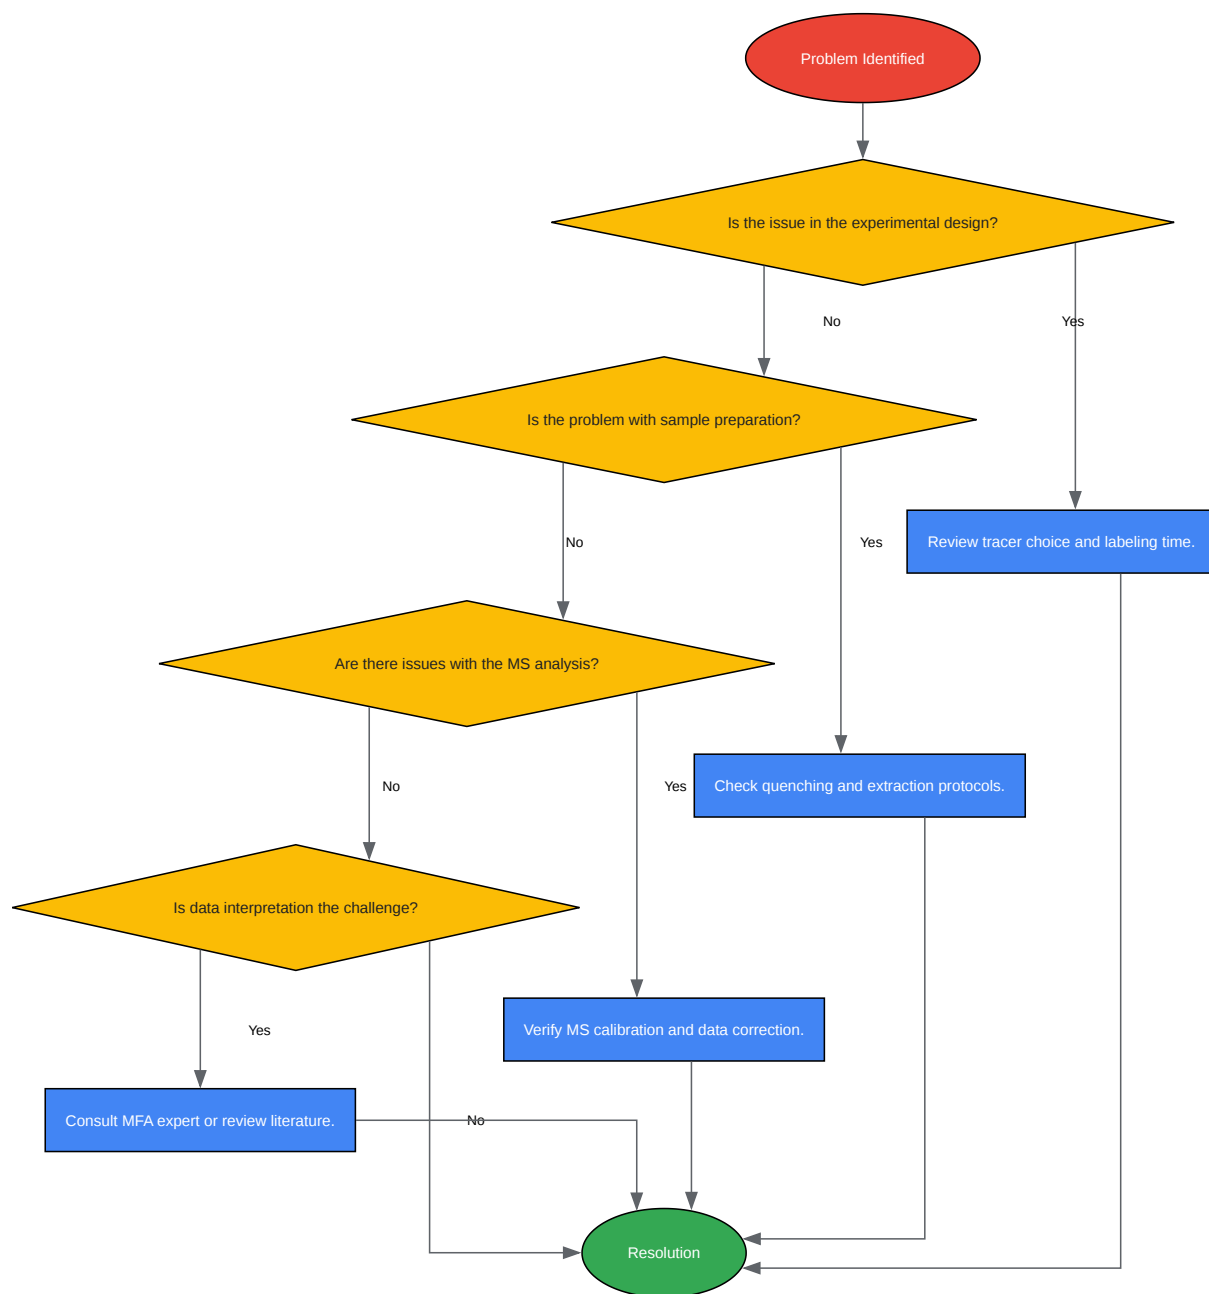 Problem Identified
Is the issue in the experimental design?
No
Yes
Is the problem with sample preparation?
No
Yes
Review tracer choice and labeling time.
Are there issues with the MS analysis?
No
Yes
Check quenching and extraction protocols.
Is data interpretation the challenge?
Yes
Verify MS calibration and data correction.
Consult MFA expert or review literature.
No
Resolution